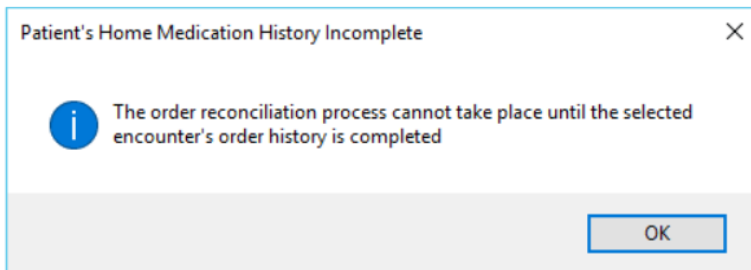 Patient's Home Medication History Incomplete
The order reconciliation process cannot take place until the selected
encounter's order history is completed
OK